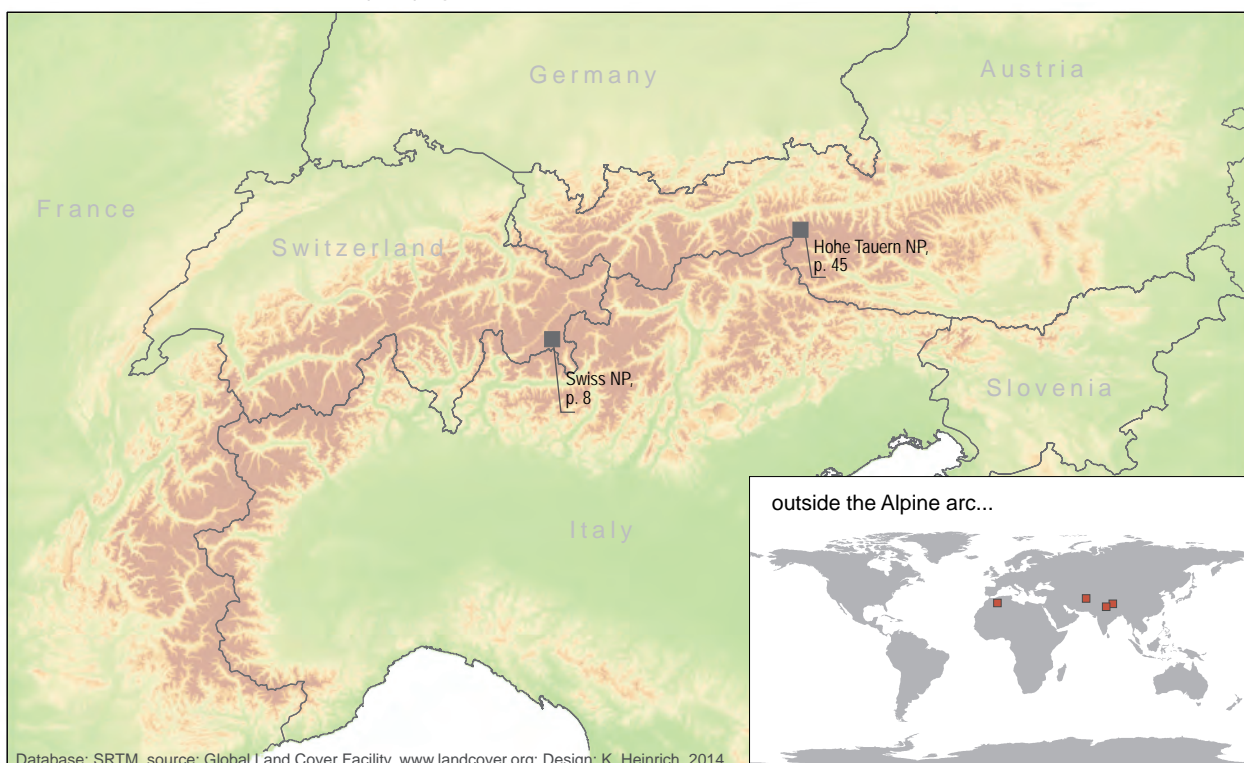 Germany
Austria
France
Switzerland
Hohe Tauern NP,
p. 45
Swiss NP,
p. 8
Slovenia
Italy
outside the Alpine arc...
Database: SRTM, source: Global Land Cover Facility, www.landcover.org; Design: K. Heinrich, 2014